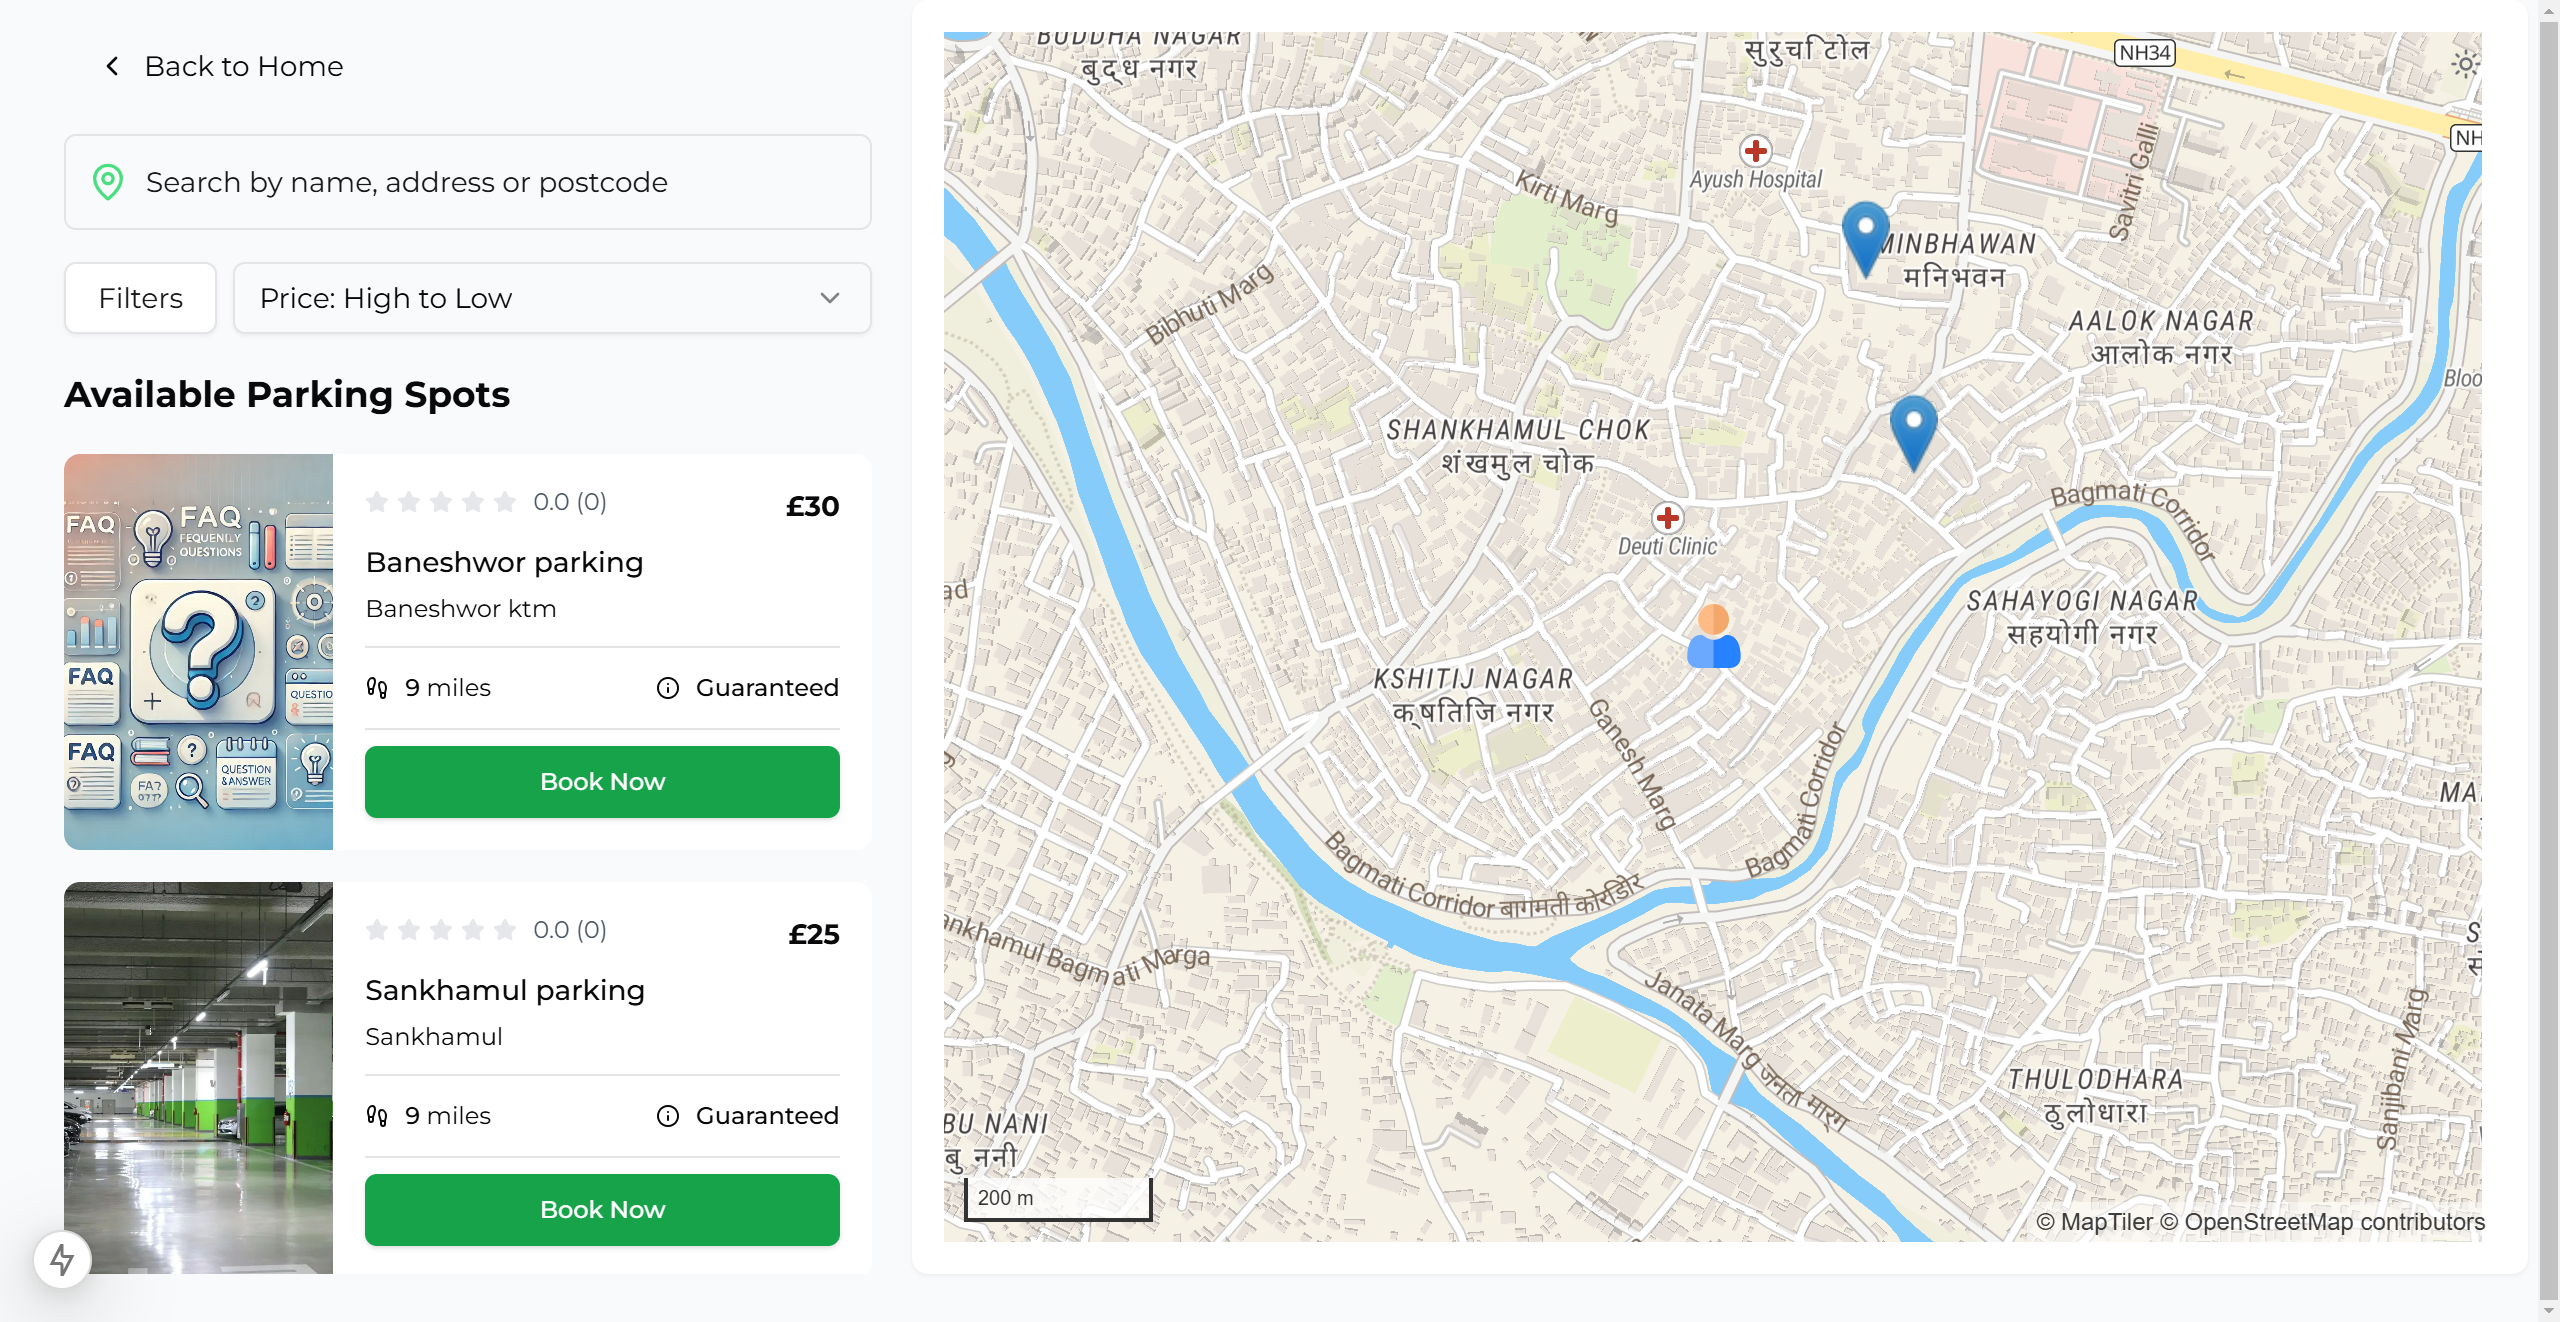 Back to Home
Search by name, address or postcode
Filters
Price: High to Low
Available Parking Spots
FAQ
FAQ
FEQUENILY
QUESTIONS
FAQ
QUESTIO
FAQ
QUESTION
&ANSWER
0.0 (0)
£30
Baneshwor parking
Baneshwor ktm
9 miles
Guaranteed
Book Now
0.0 (0)
£25
Sankhamul parking
Sankhamul
9 miles
Guaranteed
Book Now
BUDDHA NAGAR
बुद्ध नगर
सुरुचि टोल
NH34
NH
Ayush Hospital
Kirti Marg
Savitri Galli
MINBHAWAN
मनिभवन
Bibhuti Marg
AALOK NAGAR
आलोक नगर
Bloo
SHANKHAMUL CHOK
शंखमुल चोक
Bagmati Corridor
Deuti Clinic
ad
SAHAYOGI NAGAR
सहयोगी नगर
KSHITIJ NAGAR
क्षितिज नगर
Ganesh Marg
Bagmati Corridor
MA
Bagmati Corridor बागमती कोरिडोर
ankhamul Bagmati Marga
Janata Marg जनता मार्ग
Sanjibani Marg
THULODHARA
ठुलोधारा
BU NANI
बु ननी
200 m
© MapTiler © OpenStreetMap contributors